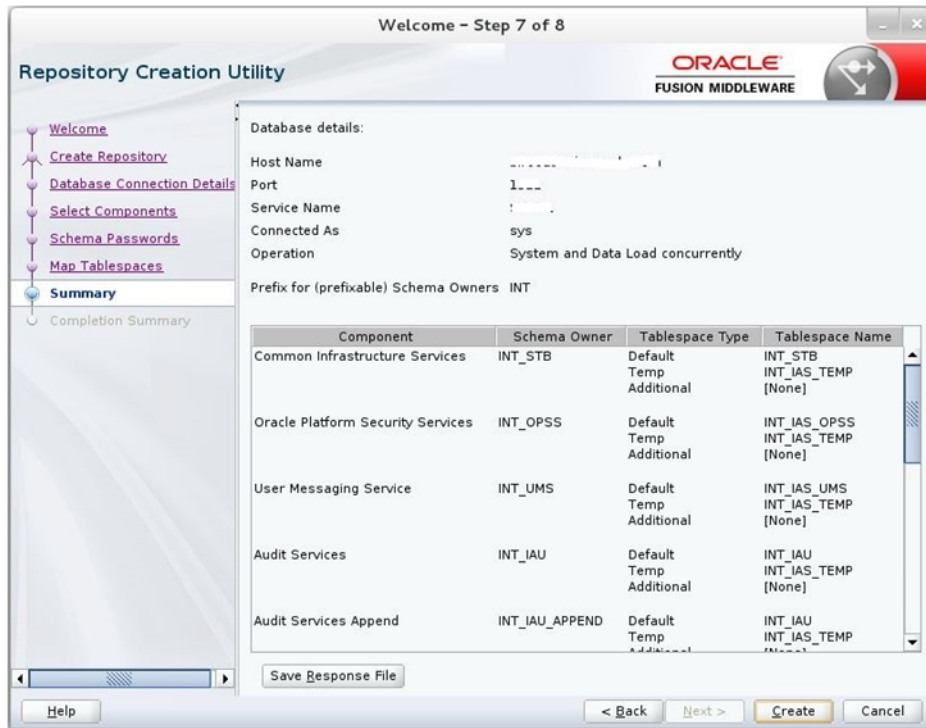 Welcome – Step 7 of 8
Repository Creation Utility
ORACLE
FUSION MIDDLEWARE
Welcome
Create Repository
Database Connection Details
Select Components
Schema Passwords
Map Tablespaces
Summary
Completion Summary
Database details:
Host Name
Port
Service Name
Connected As sys
Operation System and Data Load concurrently
Prefix for (prefixable) Schema Owners INT
Component Schema Owner Tablespace Type Tablespace Name
Common Infrastructure Services INT_STB Default INT_STB
Temp INT_IAS_TEMP
Additional [None]
Oracle Platform Security Services INT_OPSS Default INT_IAS_OPSS
Temp INT_IAS_TEMP
Additional [None]
User Messaging Service INT_UMS Default INT_IAS_UMS
Temp INT_IAS_TEMP
Additional [None]
Audit Services INT_IAU Default INT_IAU
Temp INT_IAS_TEMP
Additional [None]
Audit Services Append INT_IAU_APPEND Default INT_IAU
Temp INT_IAS_TEMP
Save Response File
Help < Back Next > Create Cancel